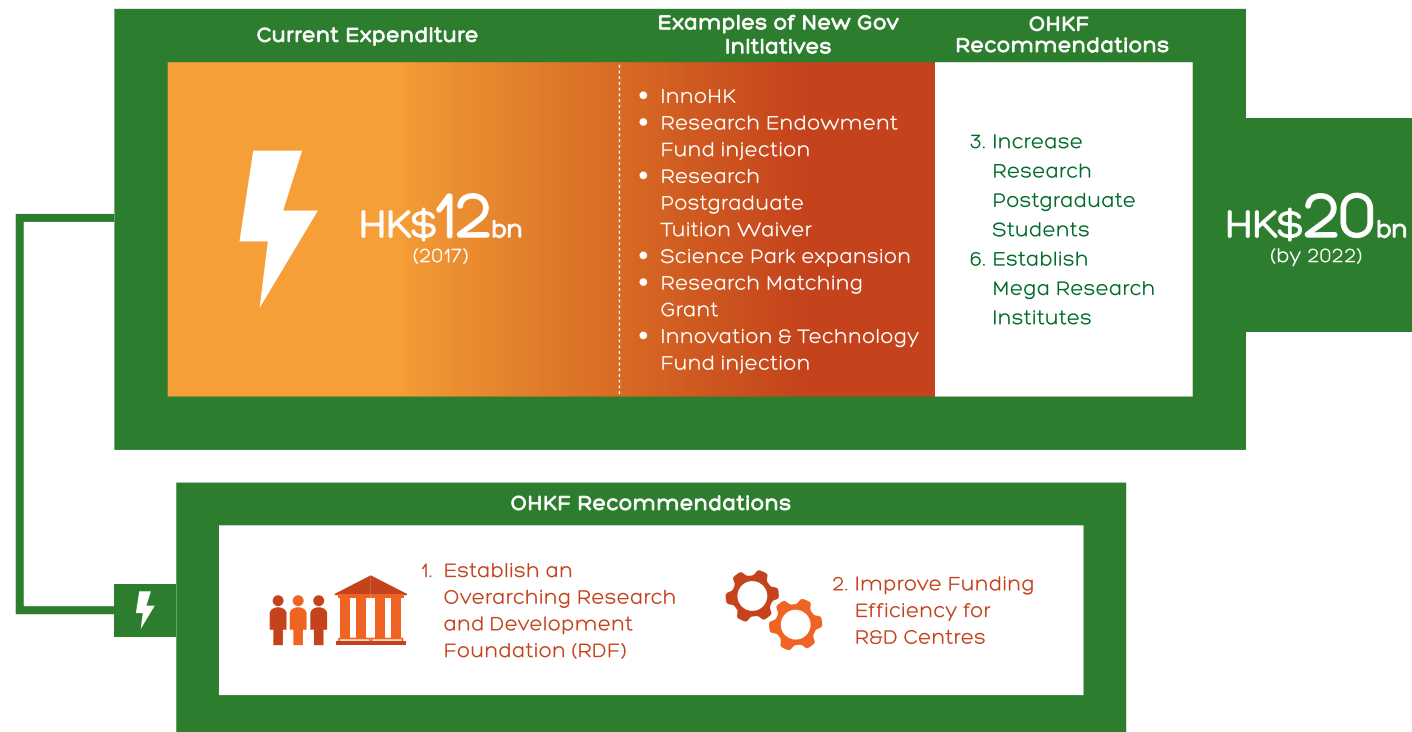 Current Expenditure
Examples of New Gov
Initiatives
OHKF
Recommendations
HK$12bn
(2017)
• InnoHK
• Research Endowment
Fund injection
• Research
Postgraduate
Tuition Waiver
• Science Park expansion
• Research Matching
Grant
• Innovation & Technology
Fund injection
3. Increase
Research
Postgraduate
Students
6. Establish
Mega Research
Institutes
HK$20bn
(by 2022)
OHKF Recommendations
1. Establish an
Overarching Research
and Development
Foundation (RDF)
2. Improve Funding
Efficiency for
R&D Centres